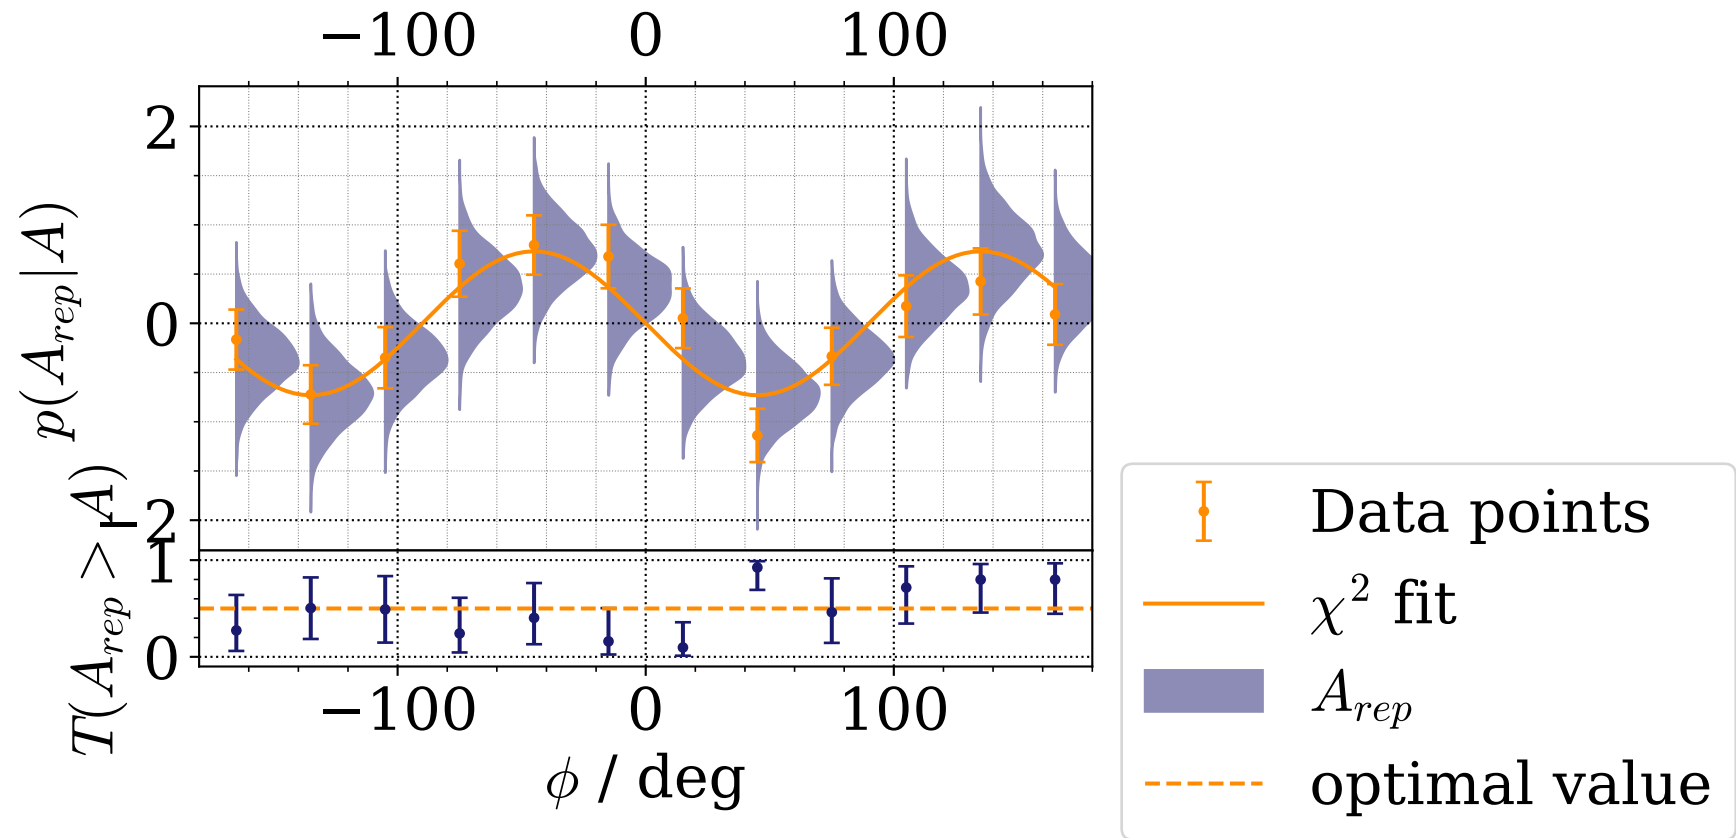 −100 0 100
2
0
−2
p(A_rep|A)
1
0
T(A_rep > A)
−100 0 100
ϕ / deg
Data points
χ² fit
A_rep
optimal value